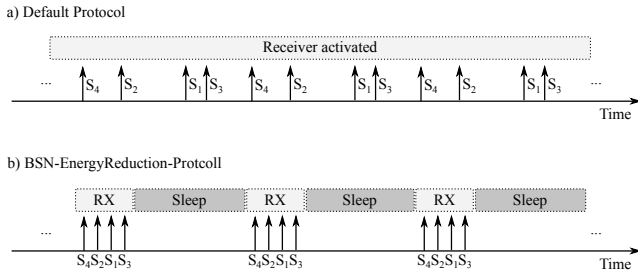 a) Default Protocol
Receiver activated
... S4 S2 S1 S3 S4 S2 S1 S3 S4 S2 S1 S3 ...
Time
b) BSN-EnergyReduction-Protcoll
RX Sleep RX Sleep RX Sleep
... ...
S4S2S1S3 S4S2S1S3 S4S2S1S3
Time